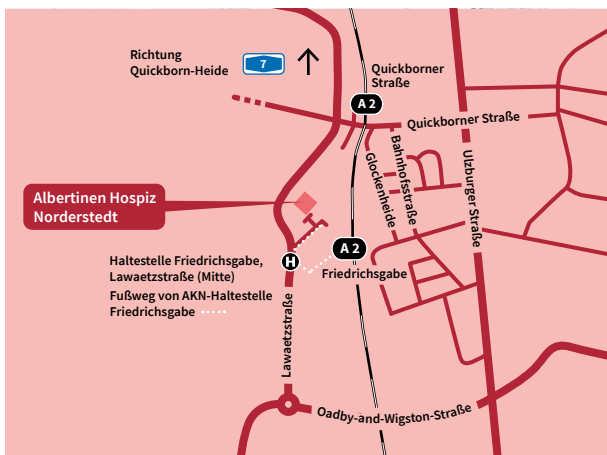 Richtung
Quickborn-Heide
7
Quickborner
Straße
A 2
Quickborner Straße
Glockenheide
Bahnhofsstraße
Ulzburger Straße
Albertinen Hospiz
Norderstedt
A 2
Friedrichsgabe
H
Haltestelle Friedrichsgabe,
Lawaetzstraße (Mitte)
Fußweg von AKN-Haltestelle
Friedrichsgabe
Lawaetzstraße
Oadby-and-Wigston-Straße